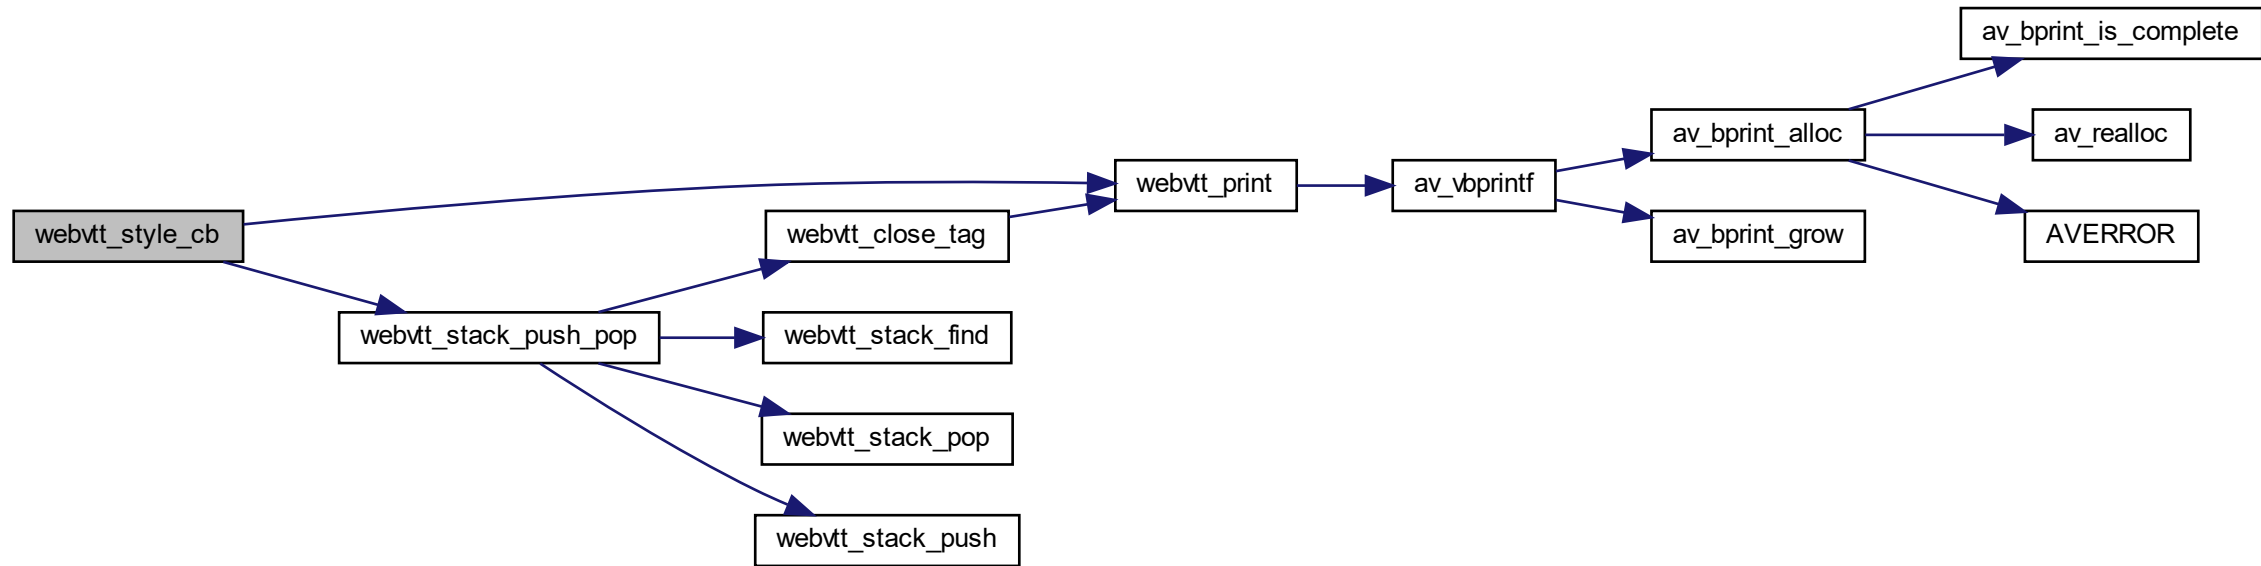 av_bprint_is_complete
av_bprint_alloc
av_realloc
webvtt_print
av_vbprintf
webvtt_style_cb
webvtt_close_tag
av_bprint_grow
AVERROR
webvtt_stack_push_pop
webvtt_stack_find
webvtt_stack_pop
webvtt_stack_push